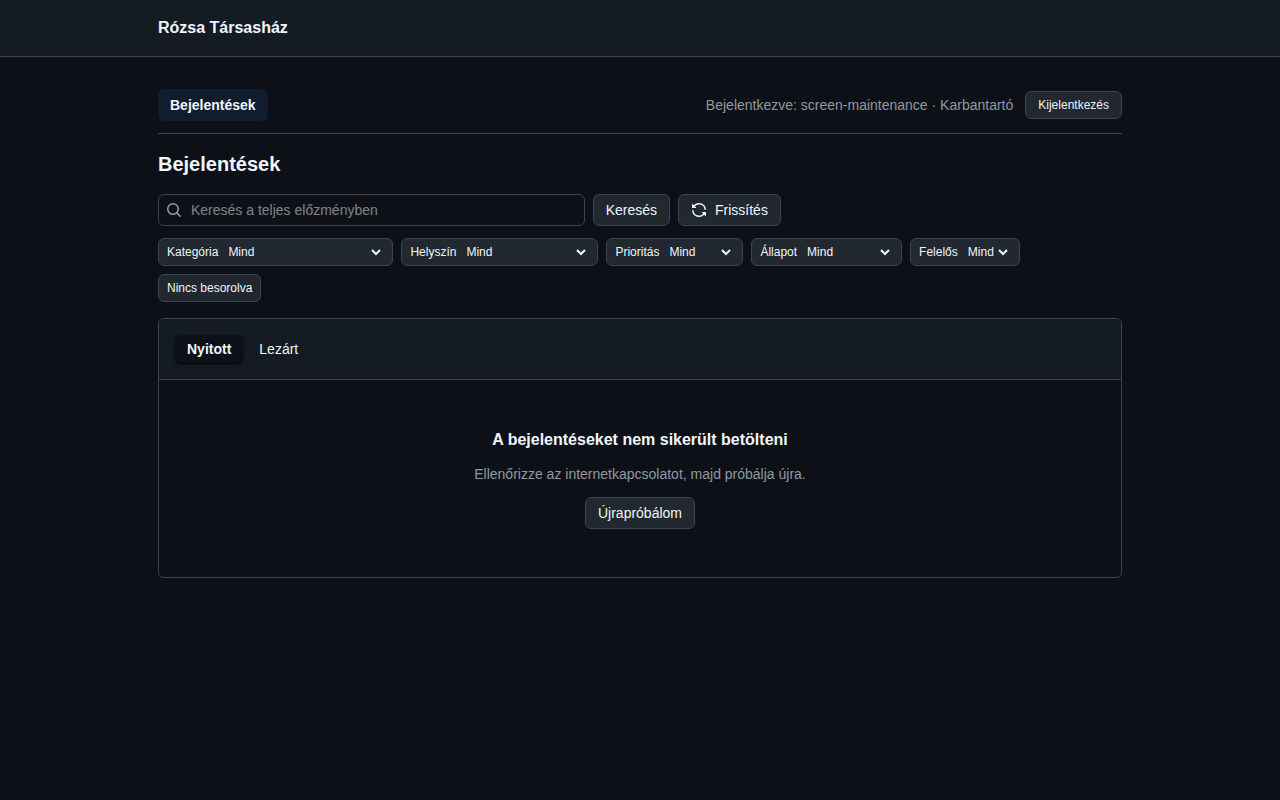 Rózsa Társasház
Bejelentések
Bejelentkezve: screen-maintenance · Karbantartó
Kijelentkezés
Bejelentések
Keresés a teljes előzményben
Keresés
Frissítés
Kategória Mind
Helyszín Mind
Prioritás Mind
Állapot Mind
Felelős Mind
Nincs besorolva
Nyitott
Lezárt
A bejelentéseket nem sikerült betölteni
Ellenőrizze az internetkapcsolatot, majd próbálja újra.
Újrapróbálom